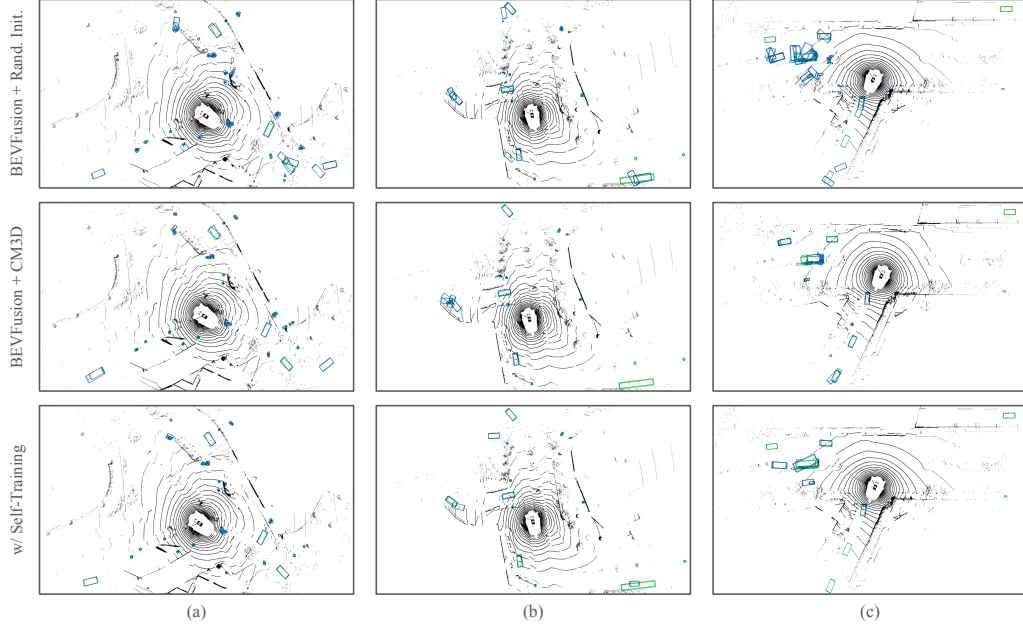 BEVFusion + Rand. Init.
BEVFusion + CM3D
w/ Self-Training
(a)
(b)
(c)